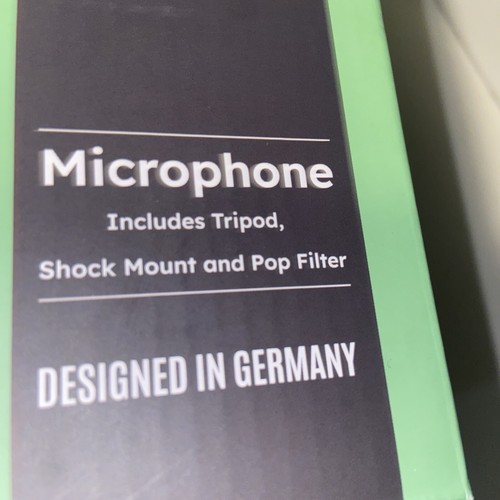 Microphone
Includes Tripod,
Shock Mount and Pop Filter
DESIGNED IN GERMANY